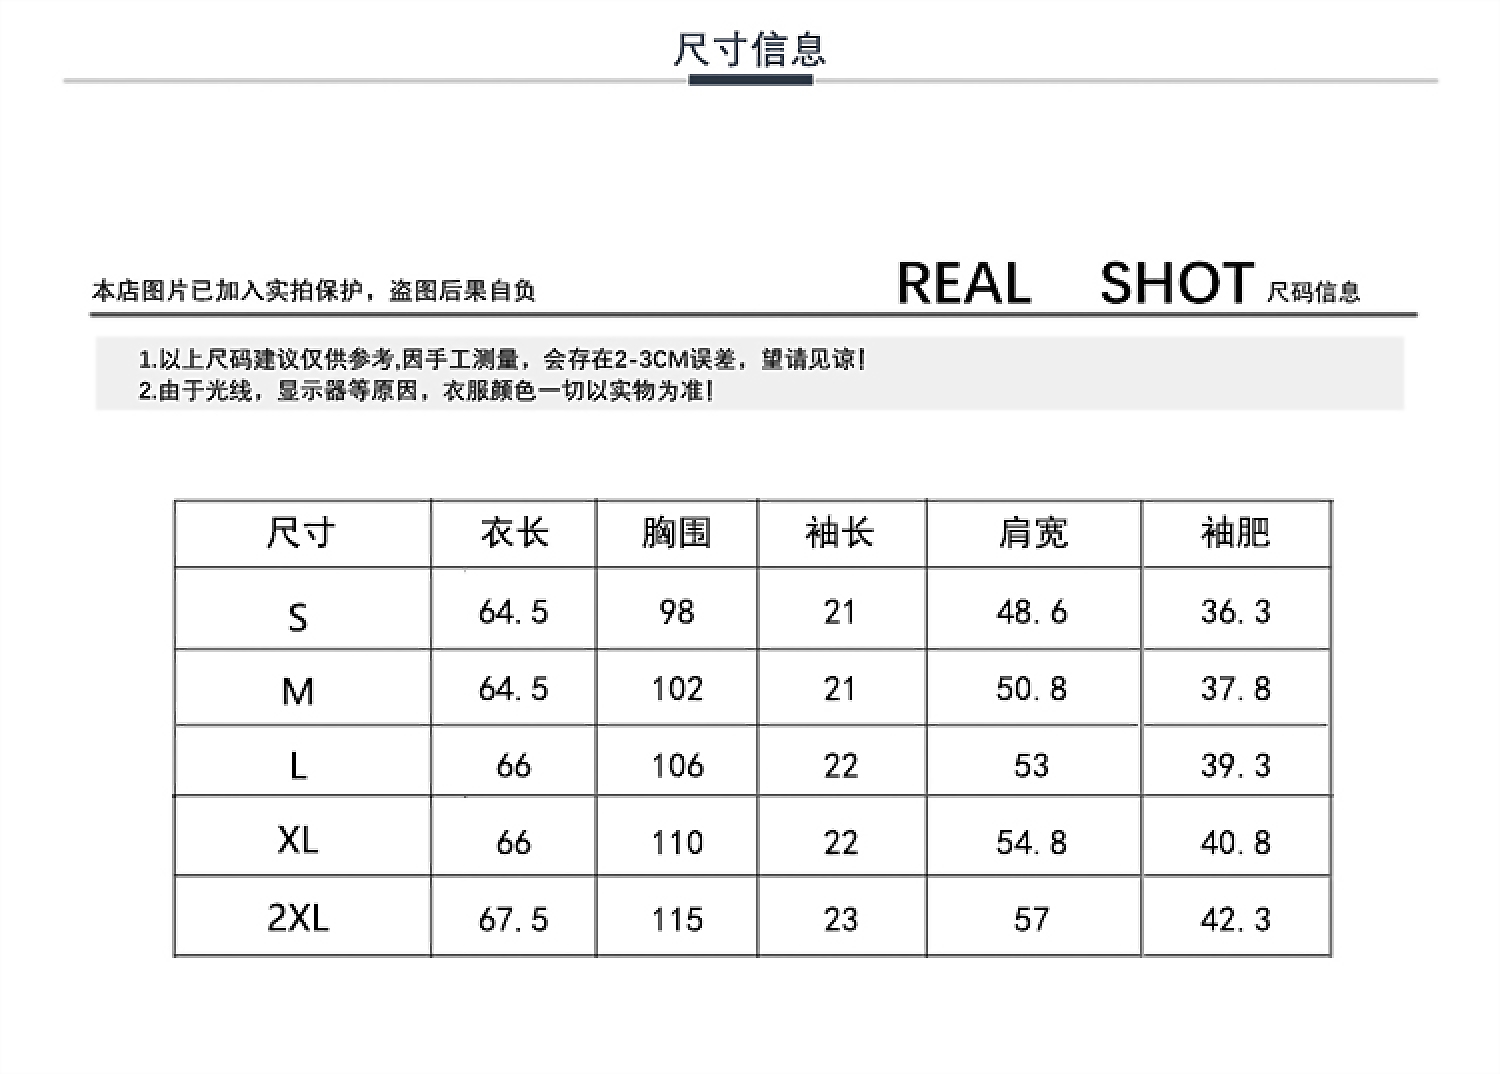 尺寸信息
本店图片已加入实拍保护，盗图后果自负
REAL SHOT 尺码信息
1.以上尺码建议仅供参考,因手工测量，会存在2-3CM误差，望请见谅！
2.由于光线，显示器等原因，衣服颜色一切以实物为准！
尺寸 衣长 胸围 袖长 肩宽 袖肥
S 64.5 98 21 48.6 36.3
M 64.5 102 21 50.8 37.8
L 66 106 22 53 39.3
XL 66 110 22 54.8 40.8
2XL 67.5 115 23 57 42.3